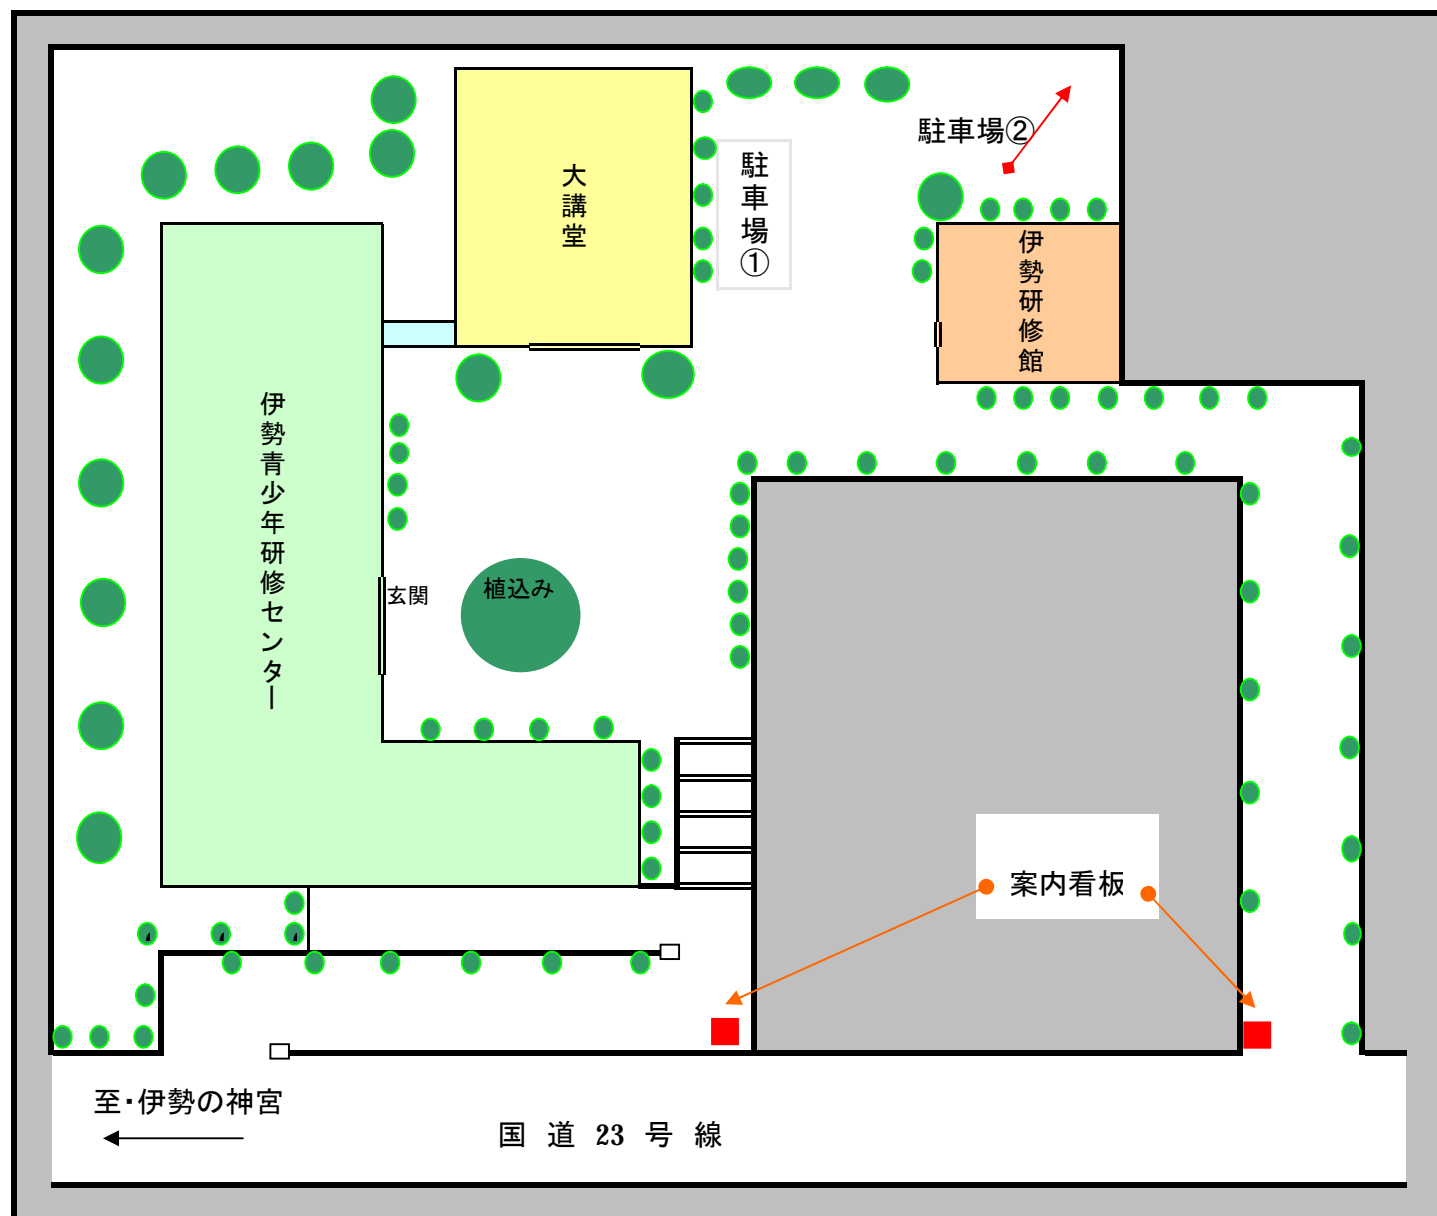 駐車場②
大講堂
駐車場①
伊勢研修館
伊勢青少年研修センター
植込み
玄関
案内看板
至・伊勢の神宮
国 道 23 号 線